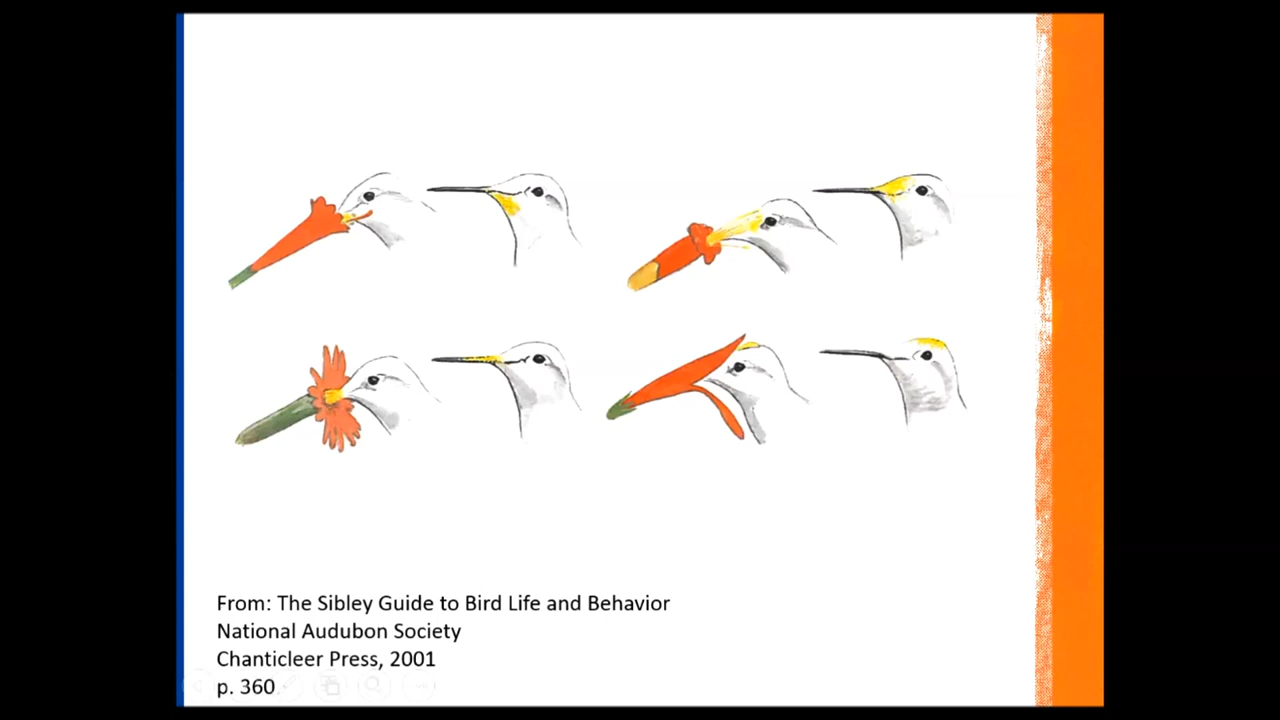 From: The Sibley Guide to Bird Life and Behavior
National Audubon Society
Chanticleer Press, 2001
p. 360